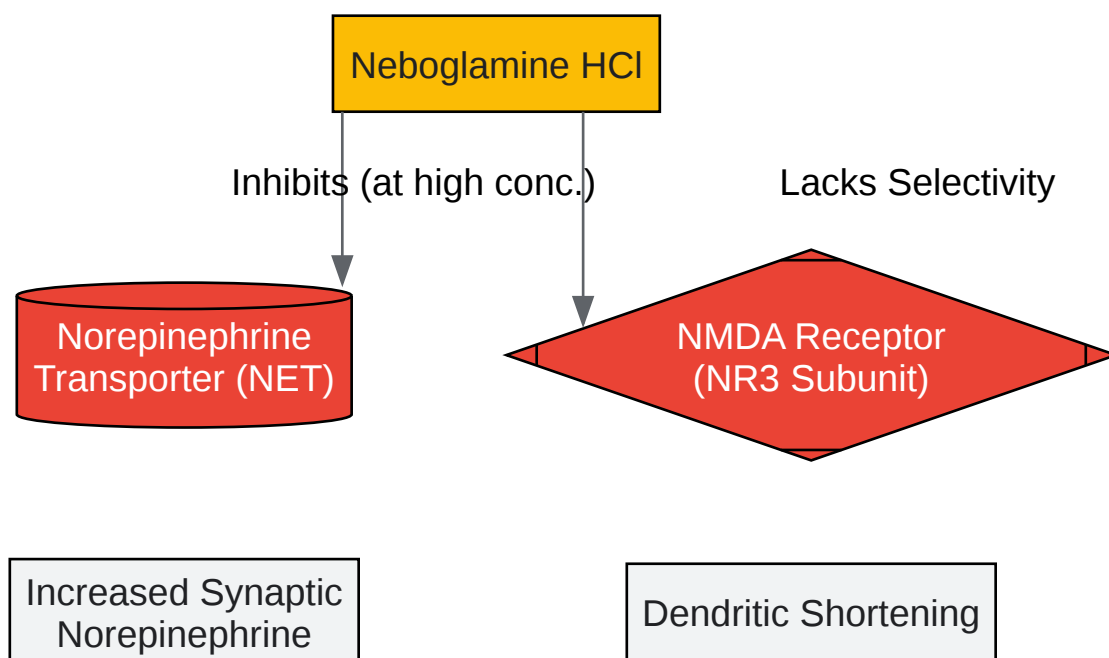 Neboglamine HCl
Inhibits (at high conc.)
Lacks Selectivity
Norepinephrine
Transporter (NET)
NMDA Receptor
(NR3 Subunit)
Increased Synaptic
Norepinephrine
Dendritic Shortening